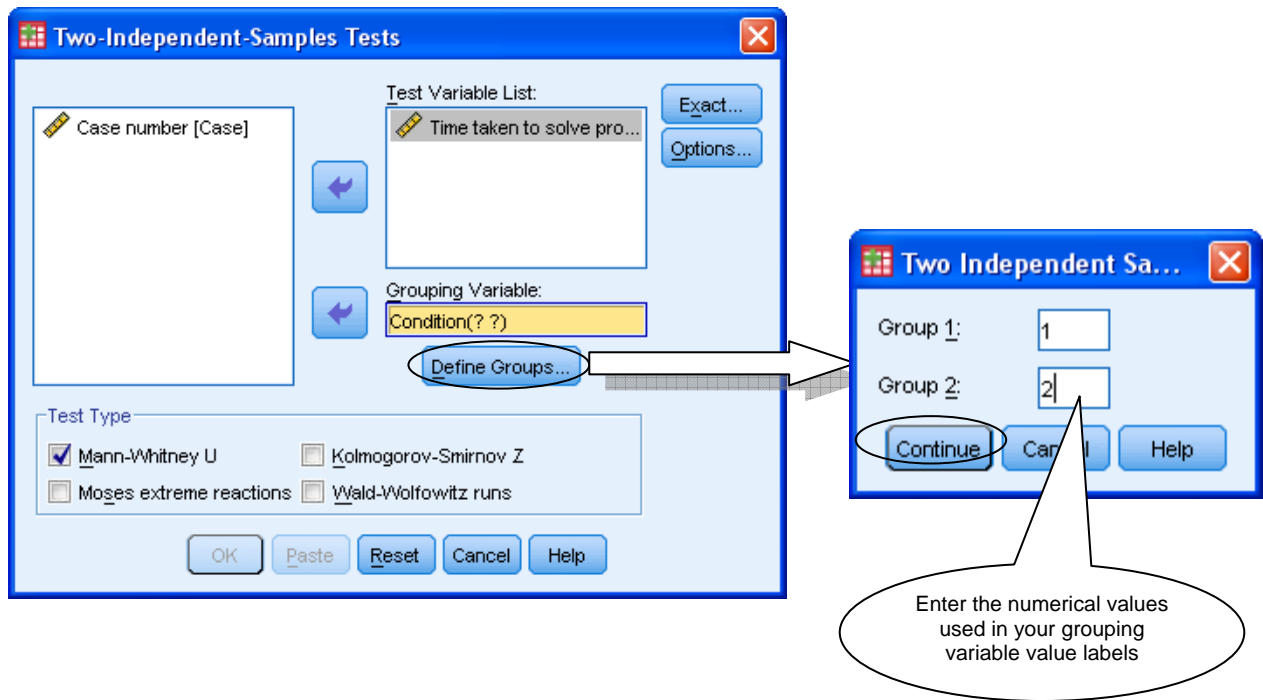 Two-Independent-Samples Tests
Test Variable List:
Case number [Case]
Time taken to solve pro...
Exact...
Options...
Grouping Variable:
Condition(? ?)
Define Groups...
Test Type
Mann-Whitney U
Kolmogorov-Smirnov Z
Moses extreme reactions
Wald-Wolfowitz runs
OK
Paste
Reset
Cancel
Help
Two Independent Sa...
Group 1:
1
Group 2:
2
Continue
Can l
Help
Enter the numerical values
used in your grouping
variable value labels